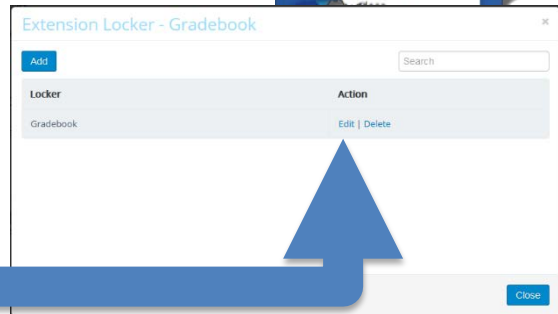 Extension Locker - Gradebook ×
Add Search
Locker Action
Gradebook Edit | Delete
Close